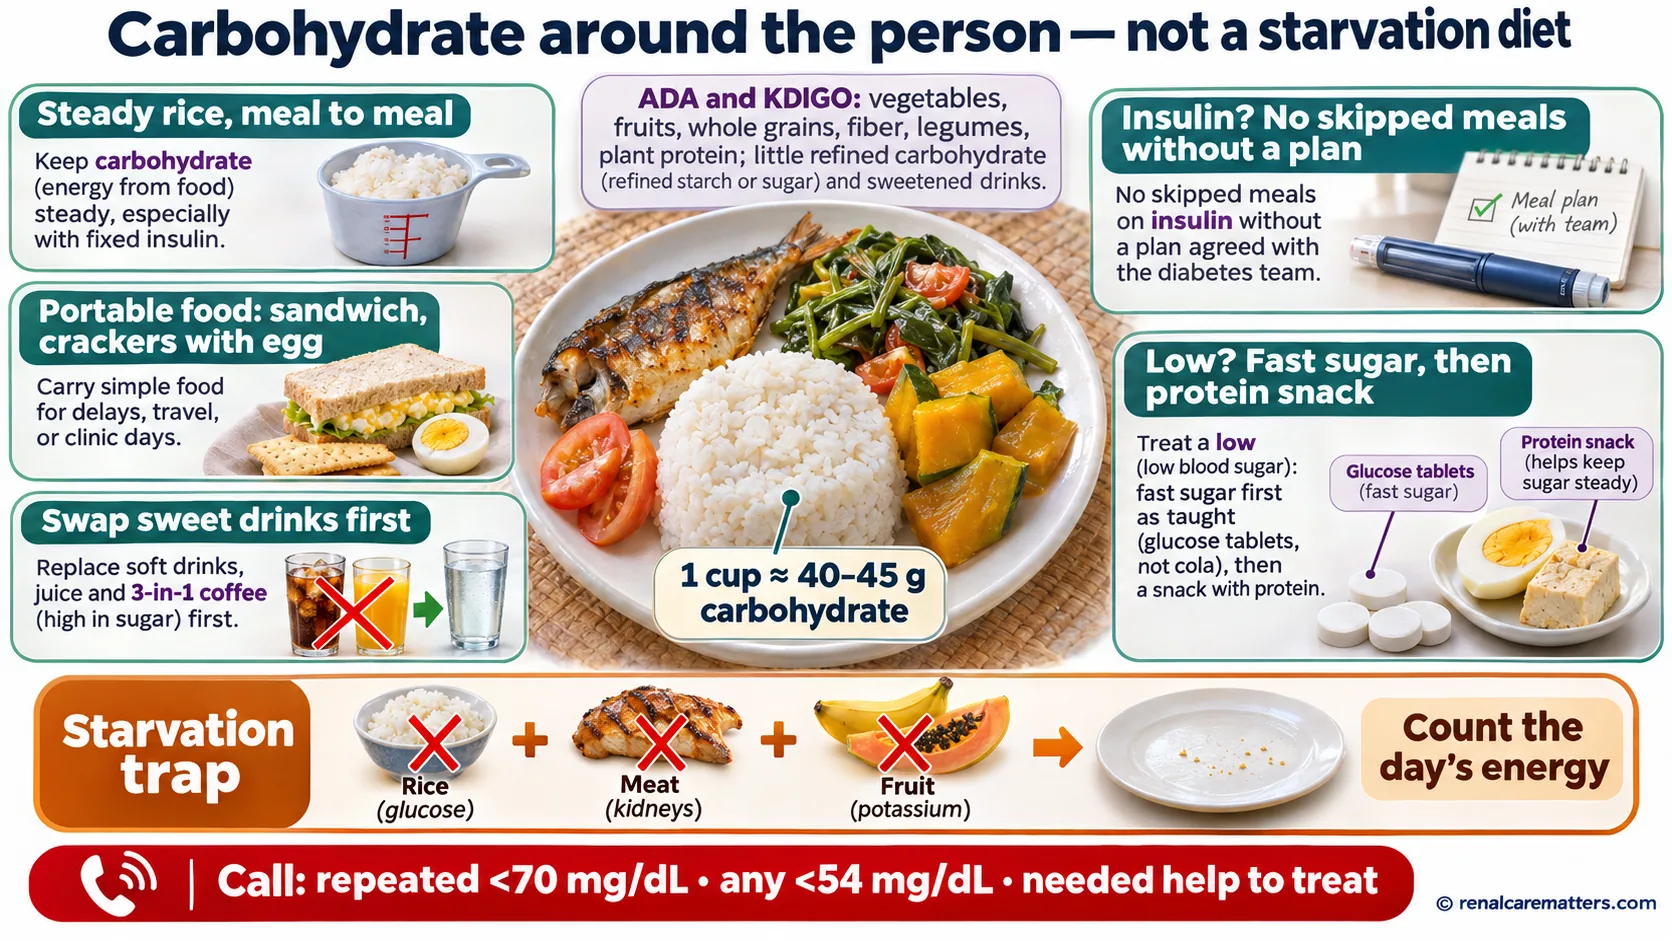 Carbohydrate around the person — not a starvation diet
Steady rice, meal to meal
Keep carbohydrate
(energy from food)
steady, especially
with fixed insulin.
Portable food: sandwich,
crackers with egg
Carry simple food
for delays, travel,
or clinic days.
Swap sweet drinks first
Replace soft drinks,
juice and 3-in-1 coffee
(high in sugar) first.
ADA and KDIGO: vegetables,
fruits, whole grains, fiber, legumes,
plant protein; little refined carbohydrate
(refined starch or sugar) and sweetened drinks.
1 cup ≈ 40–45 g
carbohydrate
Insulin? No skipped meals
without a plan
No skipped meals
on insulin without
a plan agreed with
the diabetes team.
Meal plan
(with team)
Low? Fast sugar, then
protein snack
Treat a low
(low blood sugar):
fast sugar first
as taught
(glucose tablets,
not cola), then
a snack with protein.
Glucose tablets
(fast sugar)
Protein snack
(helps keep
sugar steady)
Starvation
trap
Rice
(glucose)
+
Meat
(kidneys)
+
Fruit
(potassium)
Count the
day's energy
Call: repeated <70 mg/dL • any <54 mg/dL • needed help to treat
© renalcarematters.com